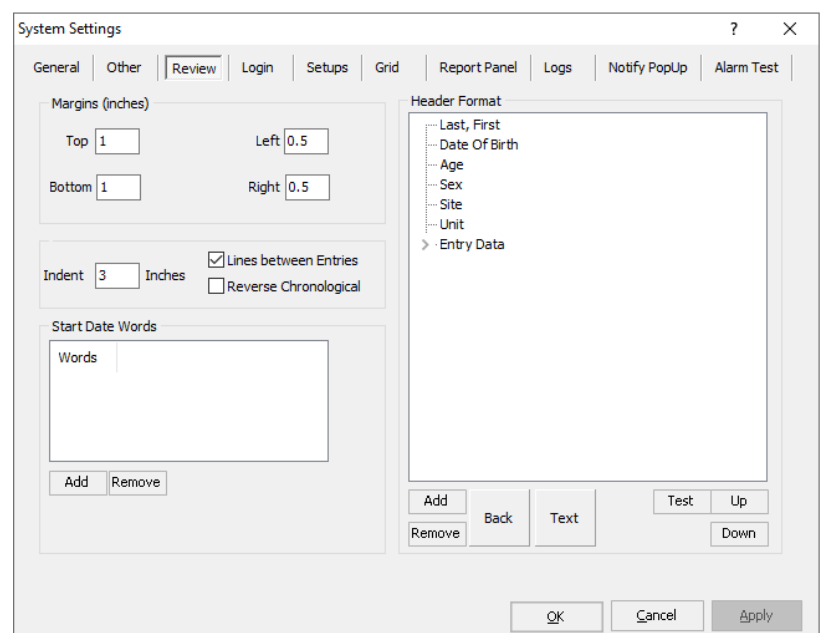 System Settings ?
General Other Review Login Setups Grid Report Panel Logs Notify PopUp Alarm Test
Margins (inches)
Top 1 Left 0.5
Bottom 1 Right 0.5
Indent 3 Inches
Lines between Entries
Reverse Chronological
Start Date Words
Words
Add Remove
Header Format
Last, First
Date Of Birth
Age
Sex
Site
Unit
Entry Data
Add Back Text Test Up
Remove Down
OK Cancel Apply